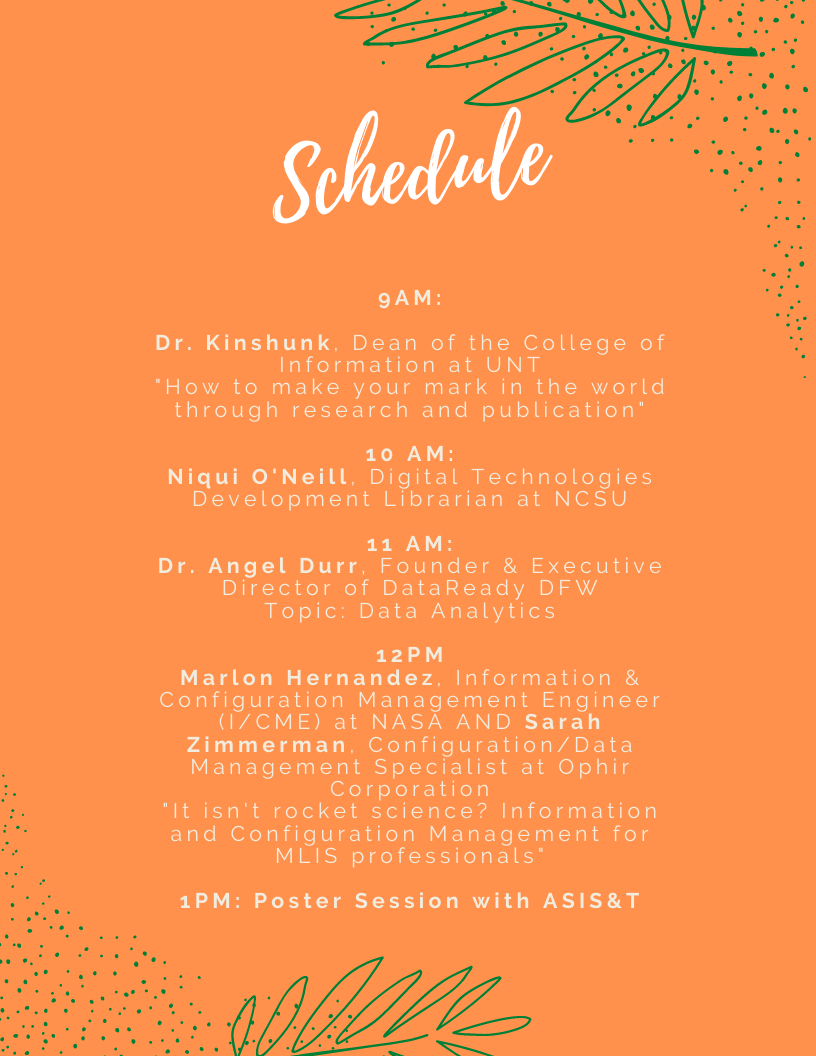 Schedule
9AM:
Dr. Kinshunk, Dean of the College of
Information at UNT
"How to make your mark in the world
through research and publication"
10 AM:
Niqui O'Neill, Digital Technologies
Development Librarian at NCSU
11 AM:
Dr. Angel Durr, Founder & Executive
Director of DataReady DFW
Topic: Data Analytics
12PM
Marlon Hernandez, Information &
Configuration Management Engineer
(I/CME) at NASA AND Sarah
Zimmerman, Configuration/Data
Management Specialist at Ophir
Corporation
"It isn't rocket science? Information
and Configuration Management for
MLIS professionals"
1PM: Poster Session with ASIS&T